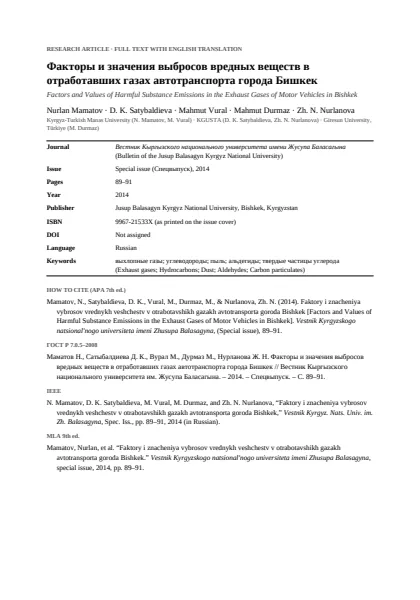 RESEARCH ARTICLE · FULL TEXT WITH ENGLISH TRANSLATION
Факторы и значения выбросов вредных веществ в
отработавших газах автотранспорта города Бишкек
Factors and Values of Harmful Substance Emissions in the Exhaust Gases of Motor Vehicles in Bishkek
Nurlan Mamatov · D. K. Satybaldieva · Mahmut Vural · Mahmut Durmaz · Zh. N. Nurlanova
Kyrgyz-Turkish Manas University (N. Mamatov, M. Vural) · KGUSTA (D. K. Satybaldieva, Zh. N. Nurlanova) · Giresun University,
Türkiye (M. Durmaz)
Journal Вестник Кыргызского национального университета имени Жусупа Баласагына
(Bulletin of the Jusup Balasagyn Kyrgyz National University)
Issue Special issue (Спецвыпуск), 2014
Pages 89–91
Year 2014
Publisher Jusup Balasagyn Kyrgyz National University, Bishkek, Kyrgyzstan
ISBN 9967-21533X (as printed on the issue cover)
DOI Not assigned
Language Russian
Keywords выхлопные газы; углеводороды; пыль; альдегиды; твердые частицы углерода
(Exhaust gases; Hydrocarbons; Dust; Aldehydes; Carbon particulates)
HOW TO CITE (APA 7th ed.)
Mamatov, N., Satybaldieva, D. K., Vural, M., Durmaz, M., & Nurlanova, Zh. N. (2014). Faktory i znacheniya
vybrosov vrednykh veshchestv v otrabotavshikh gazakh avtotransporta goroda Bishkek [Factors and Values of
Harmful Substance Emissions in the Exhaust Gases of Motor Vehicles in Bishkek]. Vestnik Kyrgyzskogo
natsional'nogo universiteta imeni Zhusupa Balasagyna, (Special issue), 89–91.
ГОСТ Р 7.0.5–2008
Маматов Н., Сатыбалдиева Д. К., Вурал М., Дурмаз М., Нурланова Ж. Н. Факторы и значения выбросов
вредных веществ в отработавших газах автотранспорта города Бишкек // Вестник Кыргызского
национального университета им. Жусупа Баласагына. – 2014. – Спецвыпуск. – С. 89–91.
IEEE
N. Mamatov, D. K. Satybaldieva, M. Vural, M. Durmaz, and Zh. N. Nurlanova, “Faktory i znacheniya vybrosov
vrednykh veshchestv v otrabotavshikh gazakh avtotransporta goroda Bishkek,” Vestnik Kyrgyz. Nats. Univ. im.
Zh. Balasagyna, Spec. Iss., pp. 89–91, 2014 (in Russian).
MLA 9th ed.
Mamatov, Nurlan, et al. “Faktory i znacheniya vybrosov vrednykh veshchestv v otrabotavshikh gazakh
avtotransporta goroda Bishkek.” Vestnik Kyrgyzskogo natsional'nogo universiteta imeni Zhusupa Balasagyna,
special issue, 2014, pp. 89–91.